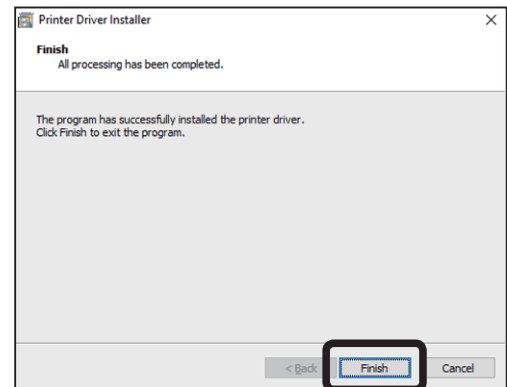 Printer Driver Installer
Finish
All processing has been completed.
The program has successfully installed the printer driver.
Click Finish to exit the program.
< Back Finish Cancel